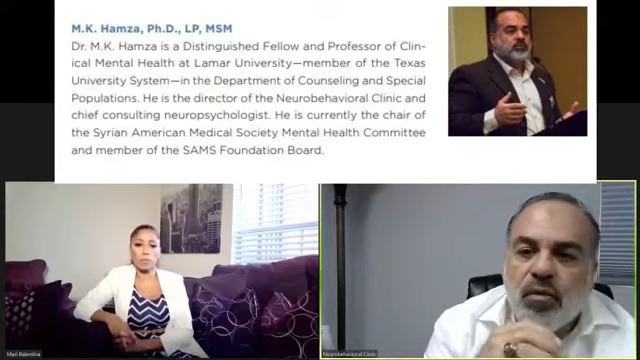 M.K. Hamza, Ph.D., LP, MSM
Dr. M.K. Hamza is a Distinguished Fellow and Professor of Clin-
ical Mental Health at Lamar University—member of the Texas
University System—in the Department of Counseling and Special
Populations. He is the director of the Neurobehavioral Clinic and
chief consulting neuropsychologist. He is currently the chair of
the Syrian American Medical Society Mental Health Committee
and member of the SAMS Foundation Board.
Mari Balentina
Neurobehavioral Clinic